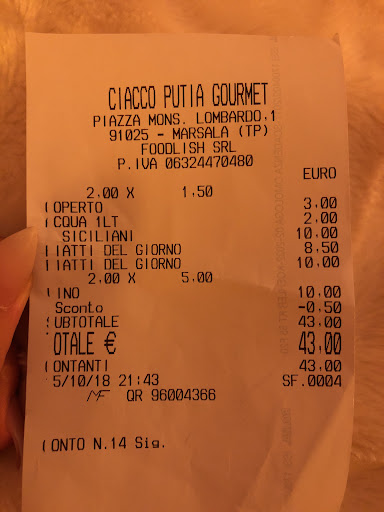 CIACCO PUTIA GOURMET
PIAZZA MONS. LOMBARDO,1
91025 - MARSALA (TP)
FOODLISH SRL
P.IVA 06324470480
EURO
2.00 X 1,50
OPERTO 3,00
CQUA 1LT 2,00
SICILIANI 10,00
IATTI DEL GIORNO 8,50
IATTI DEL GIORNO 10,00
2.00 X 5,00
INO 10,00
Sconto -0,50
UBTOTALE 43,00
OTALE € 43,00
ONTANTI 43,00
5/10/18 21:43 SF.0004
MF QR 96004366
ONTO N.14 Sig.